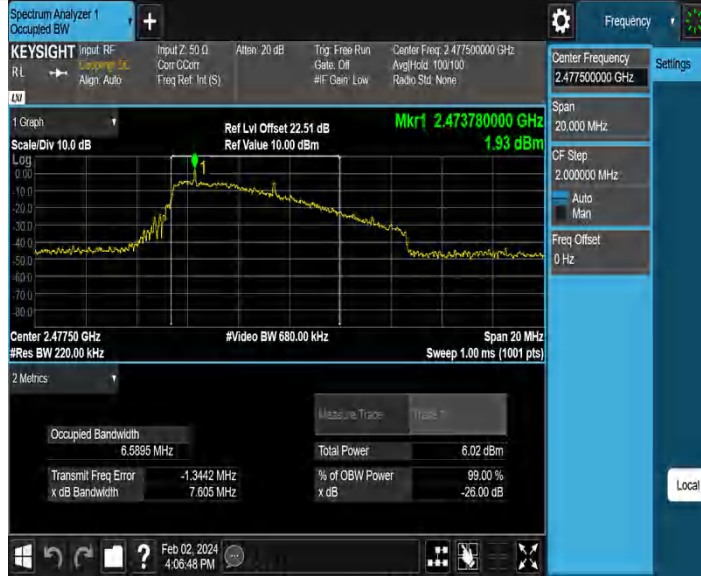 Spectrum Analyzer 1
Occupied BW
+
Frequency
KEYSIGHT
RL
Input: RF
Coupling: DC
Align: Auto
Input Z: 50 Ω
Corr CCorr
Freq Ref: Int (S)
Atten: 20 dB
Trig: Free Run
Gate: Off
#IF Gain: Low
Center Freq: 2.477500000 GHz
Avg|Hold: 100/100
Radio Std: None
LXI
Center Frequency
2.477500000 GHz
Settings
Span
20.000 MHz
CF Step
2.000000 MHz
Auto
Man
Freq Offset
0 Hz
Local
1 Graph
Scale/Div 10.0 dB
Ref Lvl Offset 22.51 dB
Ref Value 10.00 dBm
Mkr1 2.473780000 GHz
1.93 dBm
Log
1
0.00
-10.0
-20.0
-30.0
-40.0
-50.0
-60.0
-70.0
-80.0
Center 2.47750 GHz
#Res BW 220.00 kHz
#Video BW 680.00 kHz
Span 20 MHz
Sweep 1.00 ms (1001 pts)
2 Metrics
Measure Trace
Trace 1
Occupied Bandwidth
6.5895 MHz
Total Power
6.02 dBm
Transmit Freq Error
-1.3442 MHz
% of OBW Power
99.00 %
x dB Bandwidth
7.605 MHz
x dB
-26.00 dB
?
Feb 02, 2024
4:06:48 PM